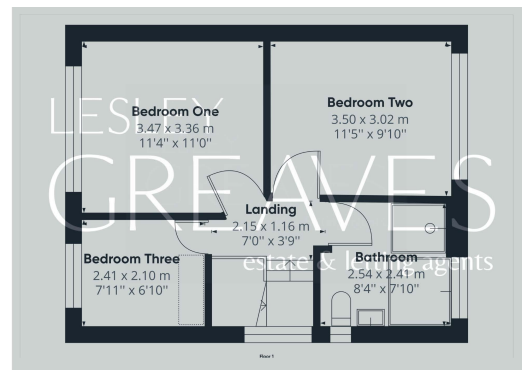 Bedroom One
3.47 x 3.36 m
11'4" x 11'0"
Bedroom Two
3.50 x 3.02 m
11'5" x 9'10"
LESLEY
GREAVES
estate & letting agents
Landing
2.15 x 1.16 m
7'0" x 3'9"
Bedroom Three
2.41 x 2.10 m
7'11" x 6'10"
Bathroom
2.54 x 2.41 m
8'4" x 7'10"
Floor 1